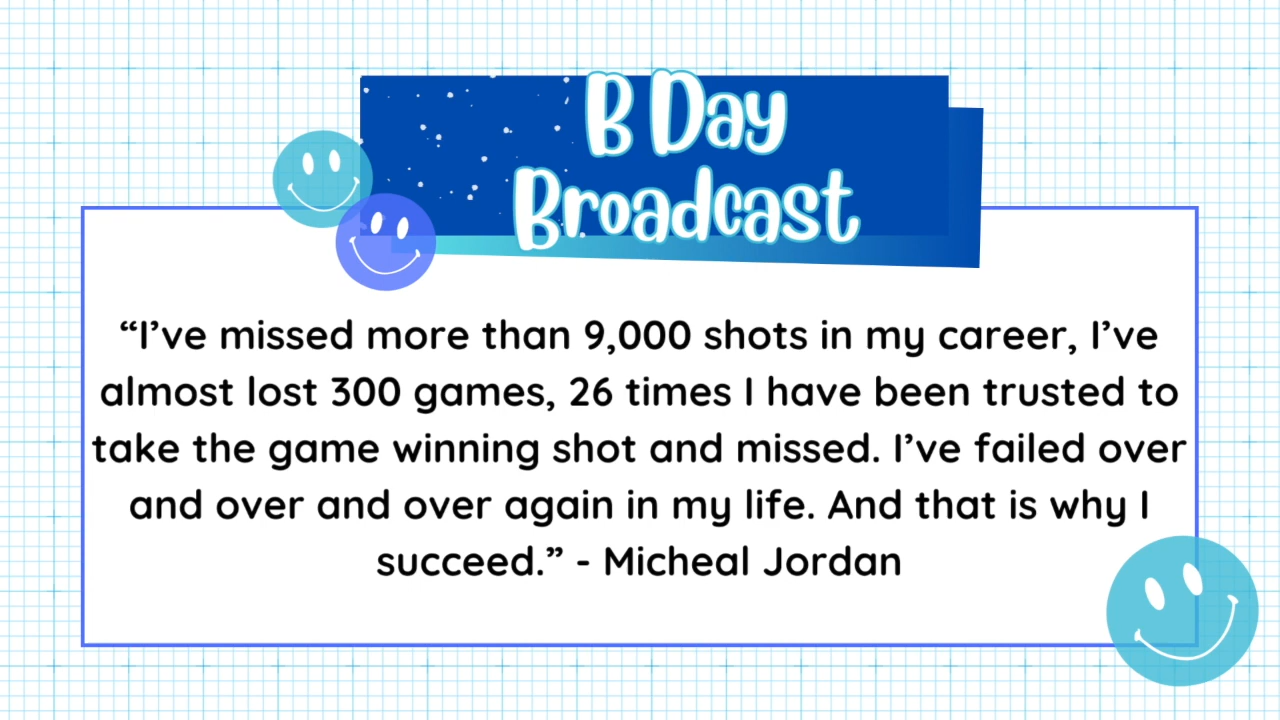 B Day
Broadcast
“I’ve missed more than 9,000 shots in my career, I’ve
almost lost 300 games, 26 times I have been trusted to
take the game winning shot and missed. I’ve failed over
and over and over again in my life. And that is why I
succeed.” - Micheal Jordan